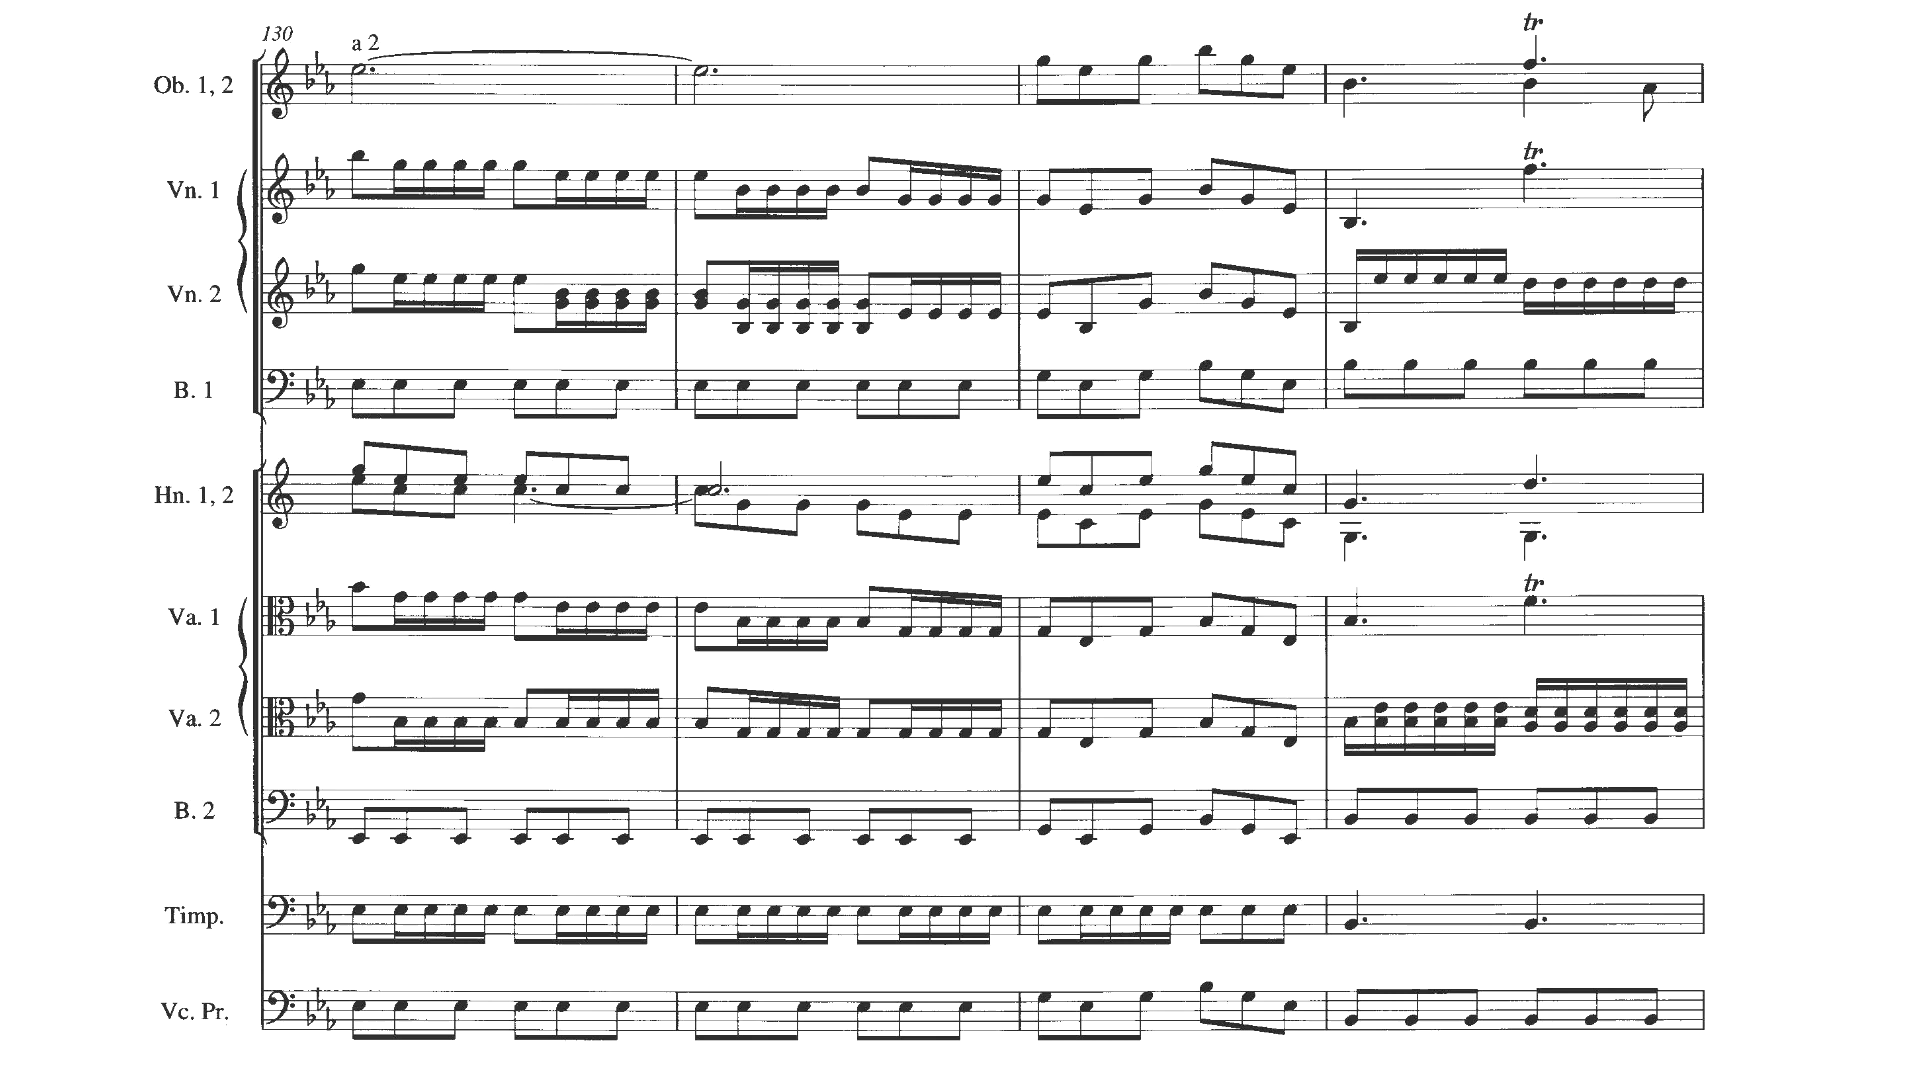 130
a 2
tr
Ob. 1, 2
tr
Vn. 1
Vn. 2
B. 1
Hn. 1, 2
tr
Va. 1
Va. 2
B. 2
Timp.
Vc. Pr.